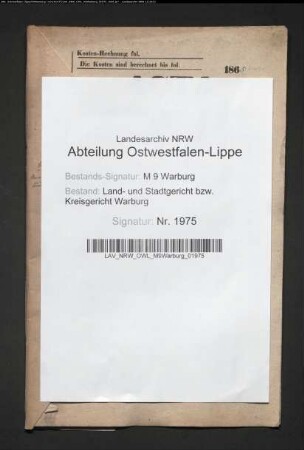 Kosten-Rechnung fol.
Die Kosten sind berechnet bis fol
186
Landesarchiv NRW
Abteilung Ostwestfalen-Lippe
Bestands-Signatur: M 9 Warburg
Bestand: Land- und Stadtgericht bzw.
Kreisgericht Warburg
Signatur: Nr. 1975
LAV_NRW_OWL_M9Warburg_01975